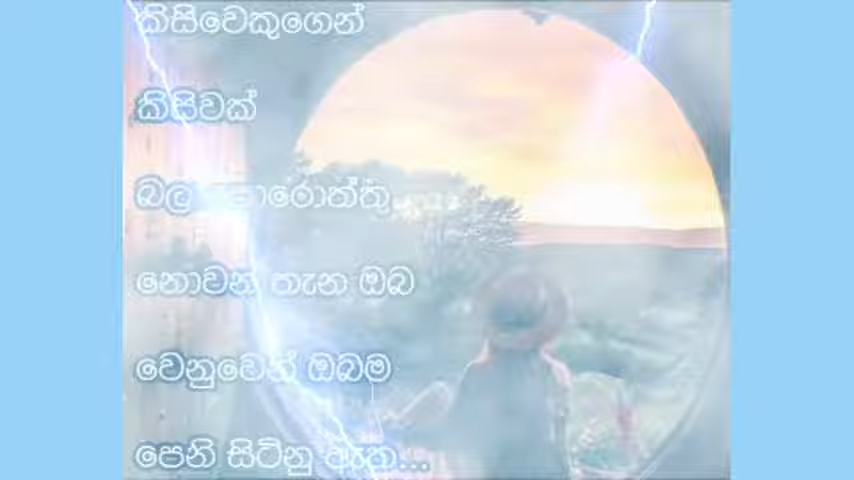 කිසිවෙකුගෙන්
කිසිවක්
බලාපොරොත්තු
නොවන තැන ඔබ
වෙනුවෙන් ඔබම
පෙනී සිටිනු ඇත...